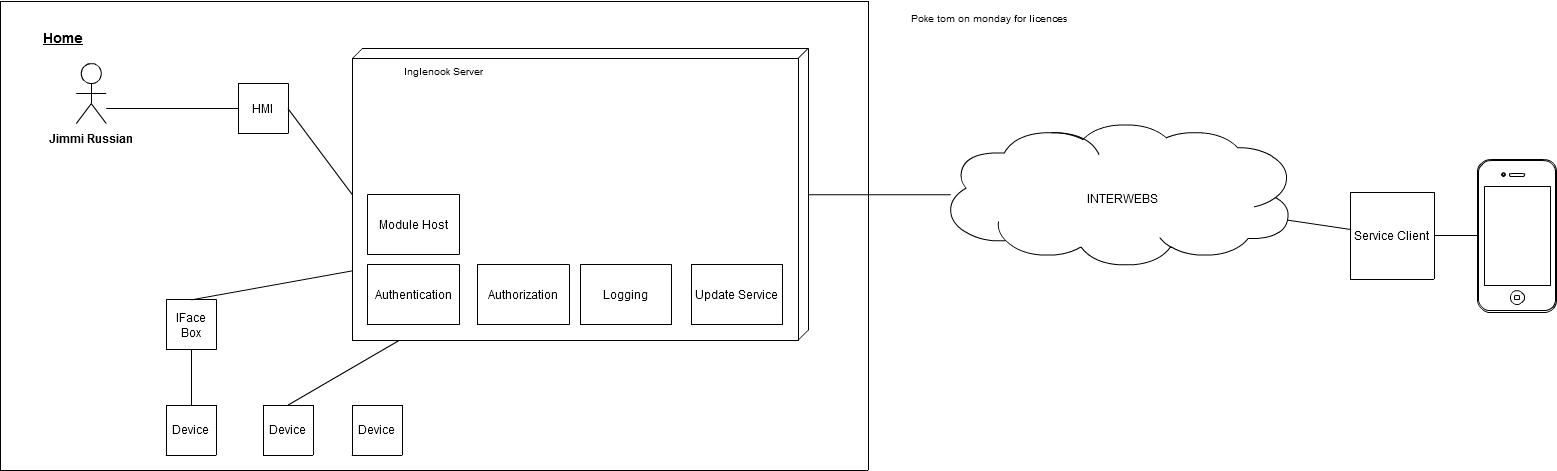 Poke tom on monday for licences
Home
Inglenook Server
HMI
Jimmi Russian
INTERWEBS
Module Host
Service Client
Authentication
Authorization
Logging
Update Service
IFace
Box
Device
Device
Device